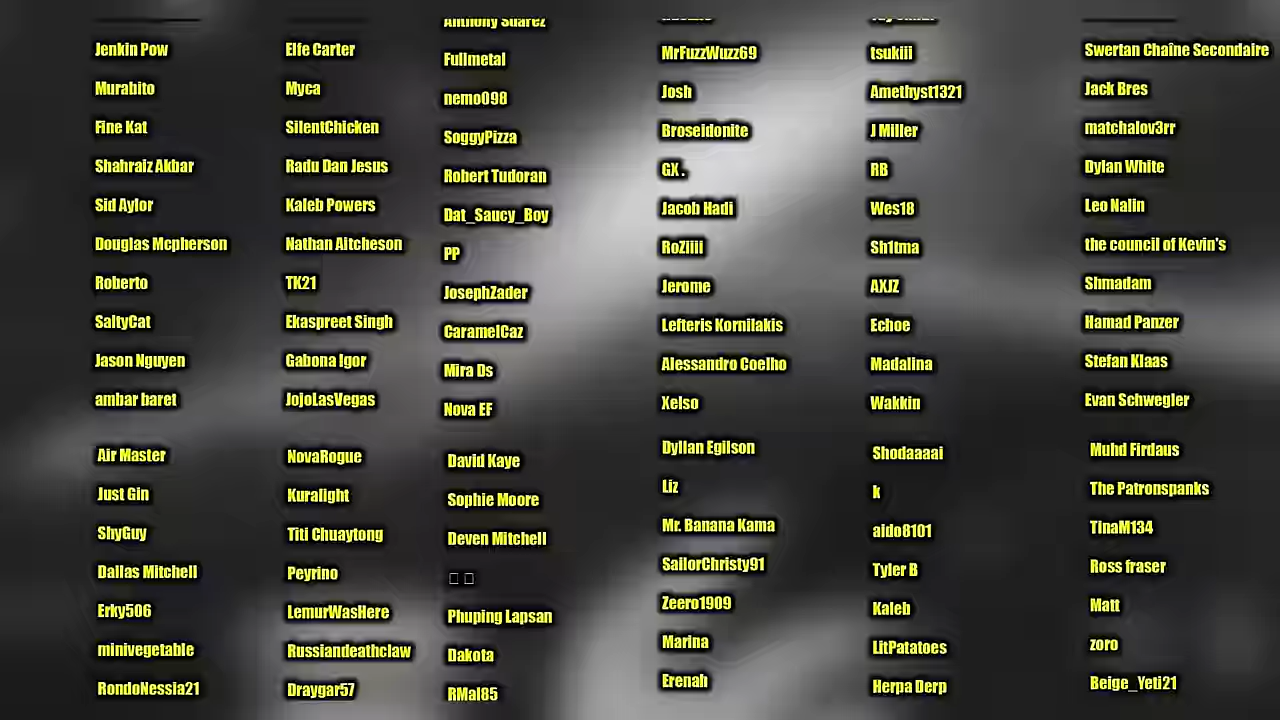 Jenkin Pow
Murabito
Fine Kat
Shahraiz Akbar
Sid Aylor
Douglas Mcpherson
Roberto
SaltyCat
Jason Nguyen
ambar baret
Air Master
Just Gin
ShyGuy
Dallas Mitchell
Erky506
minivegetable
RondoNessia21
Elfe Carter
Myca
SilentChicken
Radu Dan Jesus
Kaleb Powers
Nathan Aitcheson
TK21
Ekaspreet Singh
Gabona Igor
JojoLasVegas
NovaRogue
Kuralight
Titi Chuaytong
Peyrino
LemurWasHere
Russiandeathclaw
Draygar57
Anthony Suarez
Fullmetal
nemo098
SoggyPizza
Robert Tudoran
Dat_Saucy_Boy
PP
JosephZader
CaramelCaz
Mira Ds
Nova EF
David Kaye
Sophie Moore
Deven Mitchell
Phuping Lapsan
Dakota
RMal85
MrFuzzWuzz69
Josh
Broseidonite
GX .
Jacob Hadi
RoZiiii
Jerome
Lefteris Kornilakis
Alessandro Coelho
Xelso
Dyllan Egilson
Liz
Mr. Banana Kama
SailorChristy91
Zeero1909
Marina
Erenah
tsukiii
Amethyst1321
J Miller
RB
Wes18
Sh1tma
AXJZ
Echoe
Madalina
Wakkin
Shodaaaai
k
aldo8101
Tyler B
Kaleb
LitPatatoes
Herpa Derp
Swertan Chaîne Secondaire
Jack Bres
matchalov3rr
Dylan White
Leo Nalin
the council of Kevin's
Shmadam
Hamad Panzer
Stefan Klaas
Evan Schwegler
Muhd Firdaus
The Patronspanks
TinaM134
Ross fraser
Matt
zoro
Beige_Yeti21